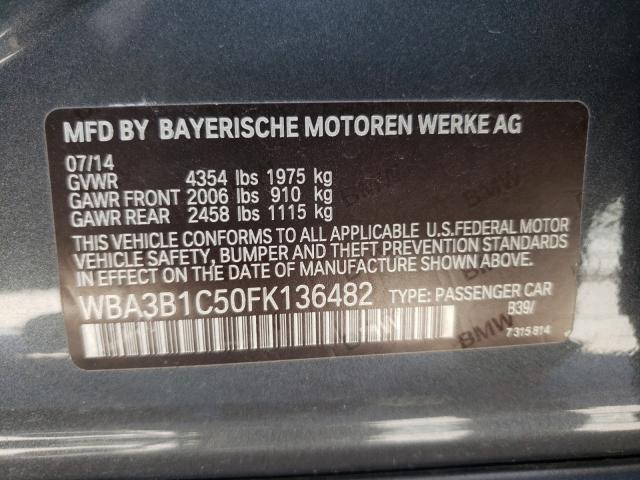 MFD BY BAYERISCHE MOTOREN WERKE AG
07/14
GVWR 4354 lbs 1975 kg
GAWR FRONT 2006 lbs 910 kg
GAWR REAR 2458 lbs 1115 kg
THIS VEHICLE CONFORMS TO ALL APPLICABLE U.S.FEDERAL MOTOR
VEHICLE SAFETY, BUMPER AND THEFT PREVENTION STANDARDS
IN EFFECT ON THE DATE OF MANUFACTURE SHOWN ABOVE.
WBA3B1C50FK136482 TYPE: PASSENGER CAR
B39/
7315814
BMW